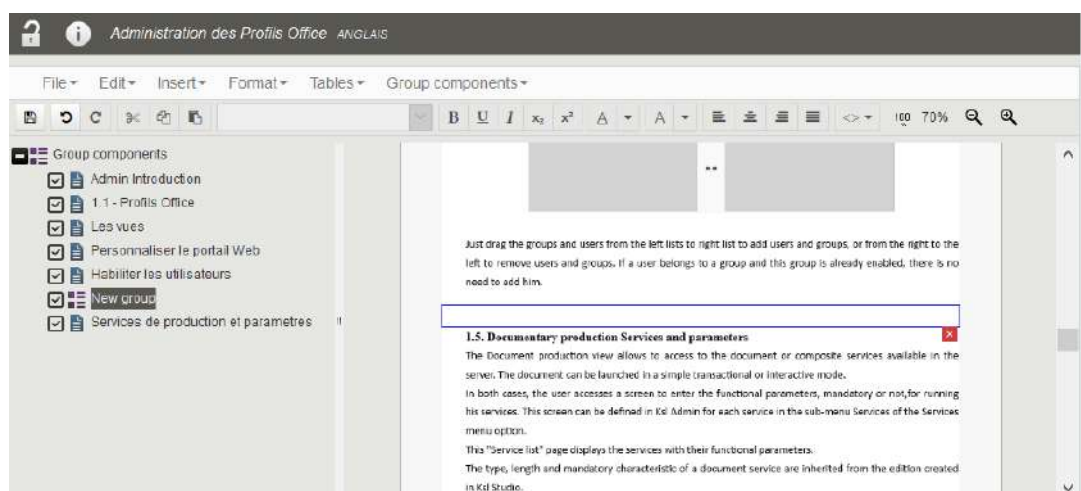 Administration des Profils Office ANGLAIS
File Edit Insert Format Tables Group components
B U I x₂ x² A A <> 100 70%
Group components
Admin Introduction
1.1 - Profils Office
Les vues
Personnaliser le portail Web
Habiliter les utilisateurs
New group
Services de production et parametres
Just drag the groups and users from the left lists to right list to add users and groups, or from the right to the
left to remove users and groups. If a user belongs to a group and this group is already enabled, there is no
need to add him.
1.5. Documentary production Services and parameters
The Document production view allows to access to the document or composite services available in the
server. The document can be launched in a simple transactional or interactive mode.
In both cases, the user accesses a screen to enter the functional parameters, mandatory or not,for running
his services. This screen can be defined in Ksl Admin for each service in the sub-menu Services of the Services
menu option.
This "Service list" page displays the services with their functional parameters.
The type, length and mandatory characteristic of a document service are inherited from the edition created
in Ksl Studio.